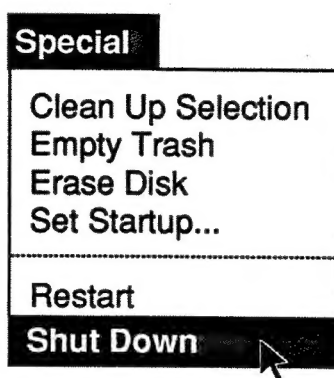 Special
Clean Up Selection
Empty Trash
Erase Disk
Set Startup...
Restart
Shut Down